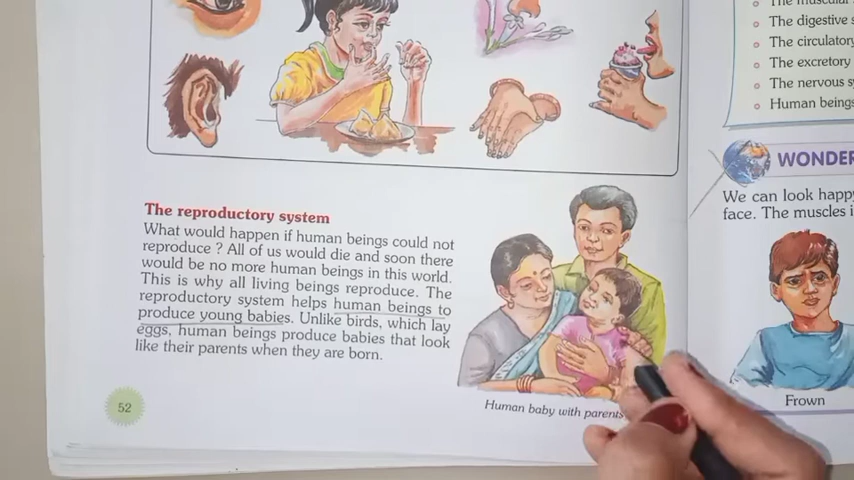 The reproductory system
What would happen if human beings could not
reproduce ? All of us would die and soon there
would be no more human beings in this world.
This is why all living beings reproduce. The
reproductory system helps human beings to
produce young babies. Unlike birds, which lay
eggs, human beings produce babies that look
like their parents when they are born.
52
Human baby with parents
The muscular
The digestive
The circulatory
The excretory
The nervous
Human beings
WONDER
We can look happy
face. The muscles
Frown